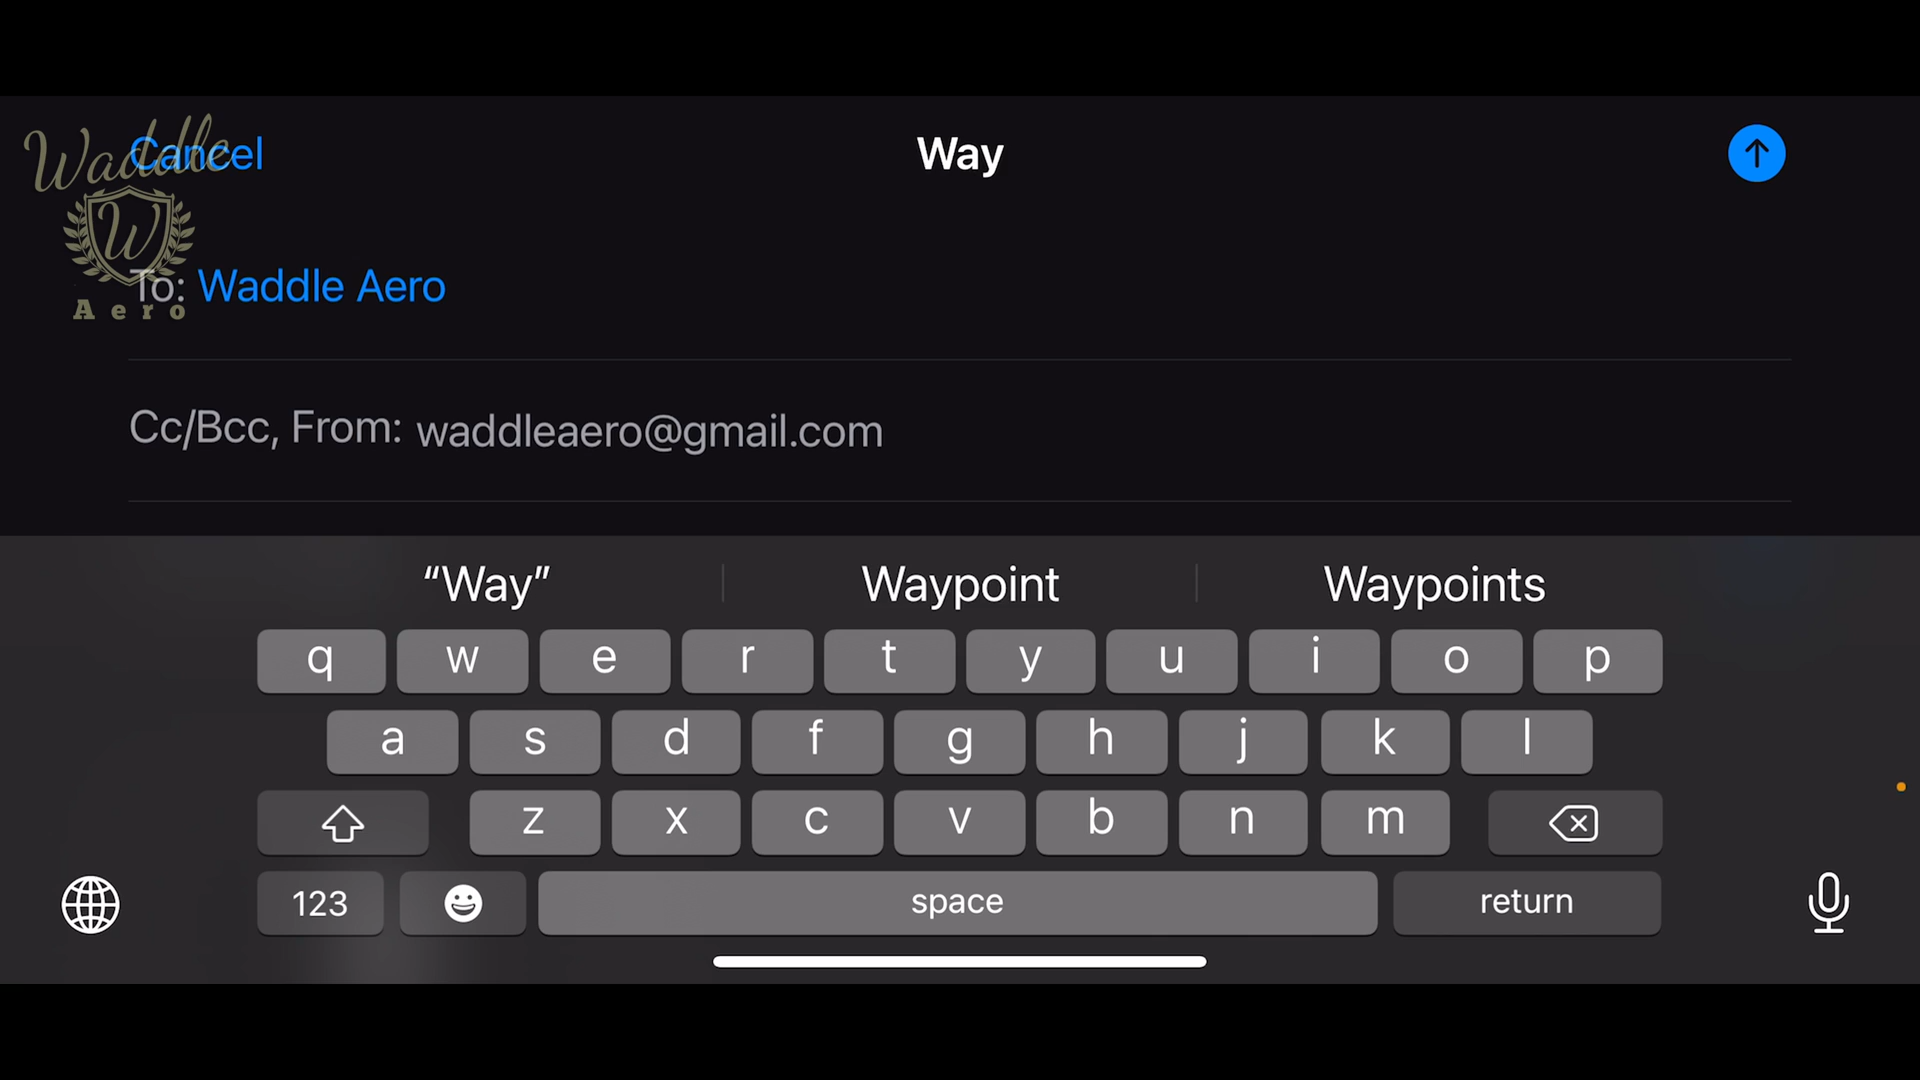 Waddle
W
Aero
Cancel
Way
To: Waddle Aero
Cc/Bcc, From: waddleaero@gmail.com
“Way” Waypoint Waypoints
q w e r t y u i o p
a s d f g h j k l
z x c v b n m
123 space return